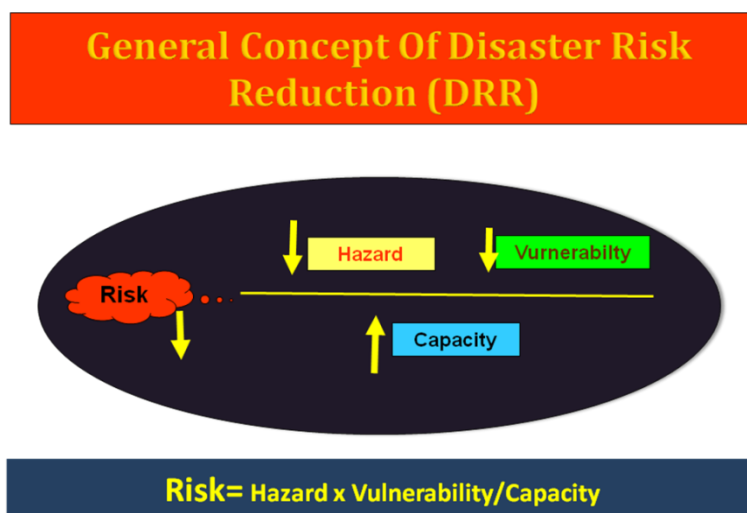 General Concept Of Disaster Risk
Reduction (DRR)
Hazard
Vurnerabilty
Risk
Capacity
Risk= Hazard x Vulnerability/Capacity